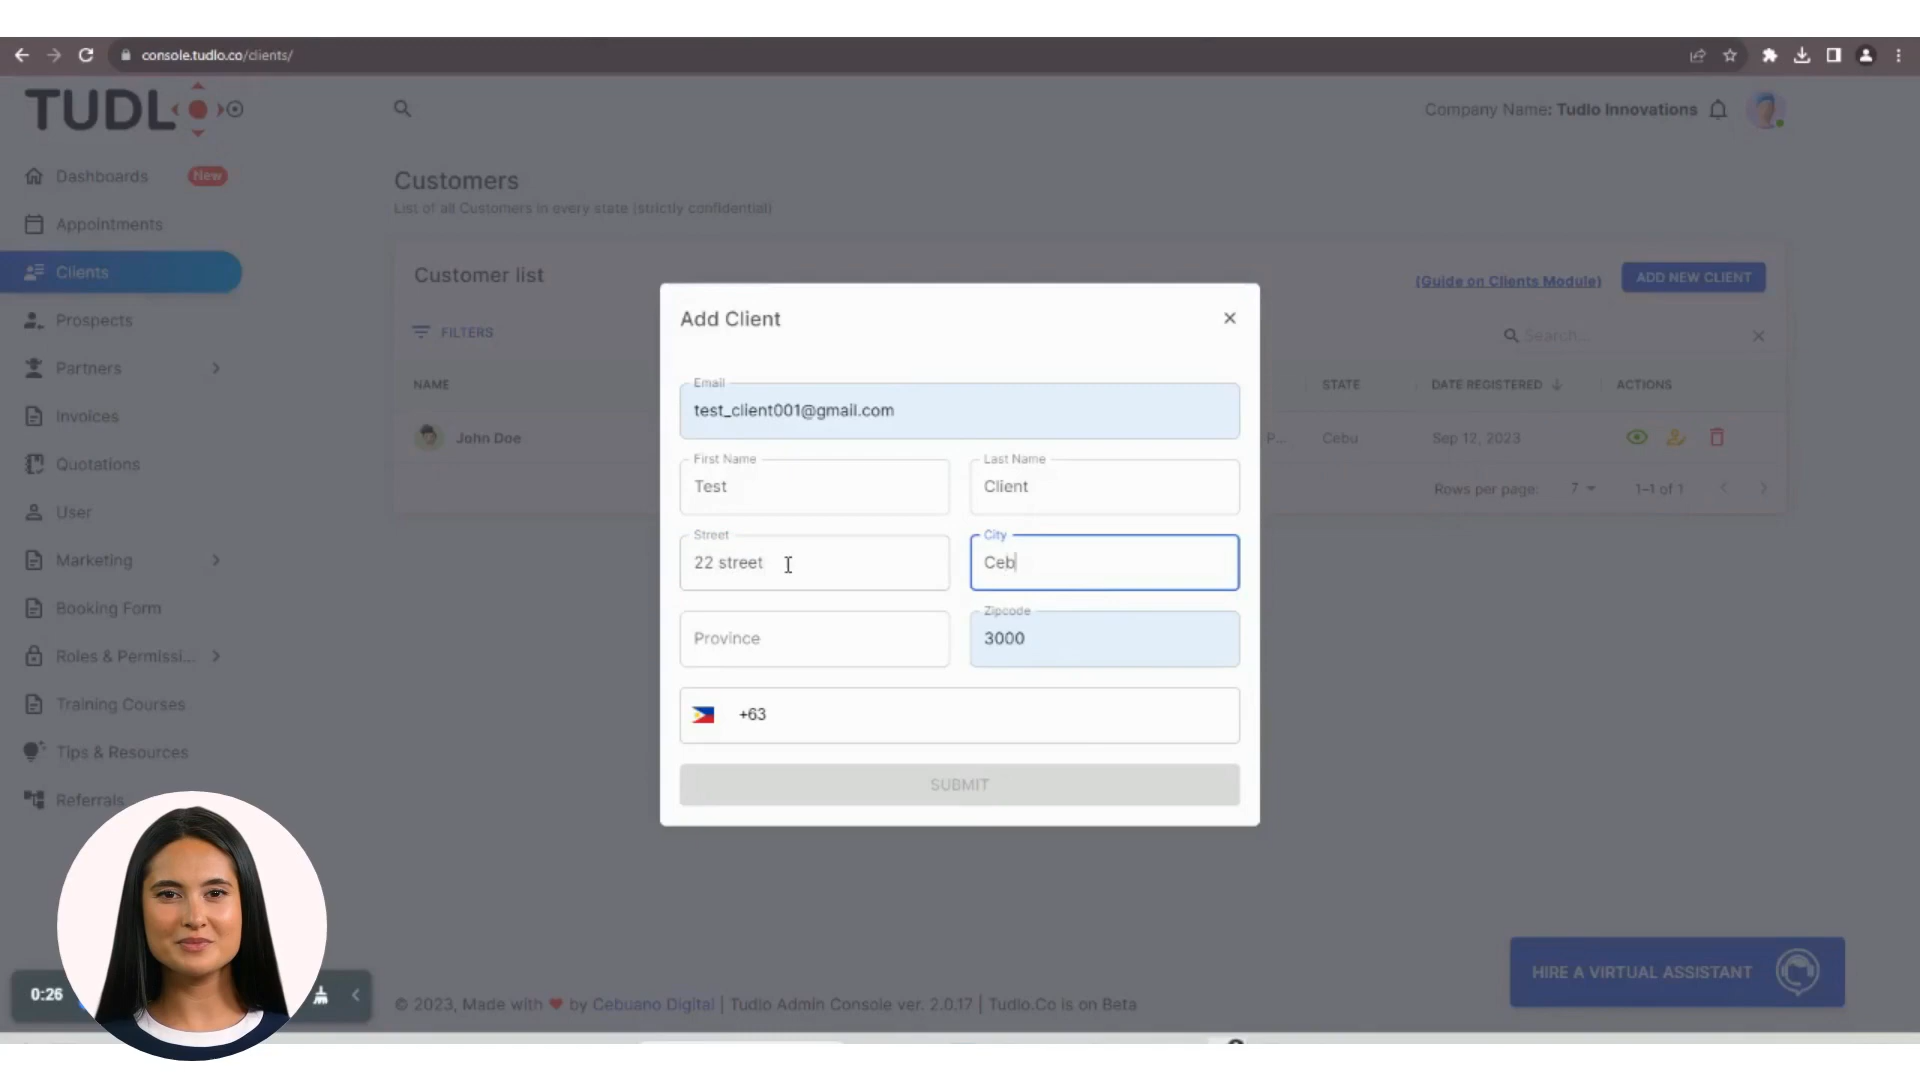 console.tudlo.co/clients/
TUDLO
Company Name: Tudlo Innovations
Dashboards New
Appointments
Clients
Prospects
Partners
Invoices
Quotations
User
Marketing
Booking Form
Roles & Permissi...
Training Courses
Tips & Resources
Referrals
Customers
List of all Customers in every state (strictly confidential)
Customer list
(Guide on Clients Module)
ADD NEW CLIENT
FILTERS
Search...
NAME
STATE
DATE REGISTERED
ACTIONS
John Doe
P...
Cebu
Sep 12, 2023
Rows per page: 7 1–1 of 1
Add Client
Email
test_client001@gmail.com
First Name
Test
Last Name
Client
Street
22 street
City
Ceb
Province
Zipcode
3000
+63
SUBMIT
HIRE A VIRTUAL ASSISTANT
0:26
© 2023, Made with ❤ by Cebuano Digital | Tudlo Admin Console ver. 2.0.17 | Tudlo.Co is on Beta